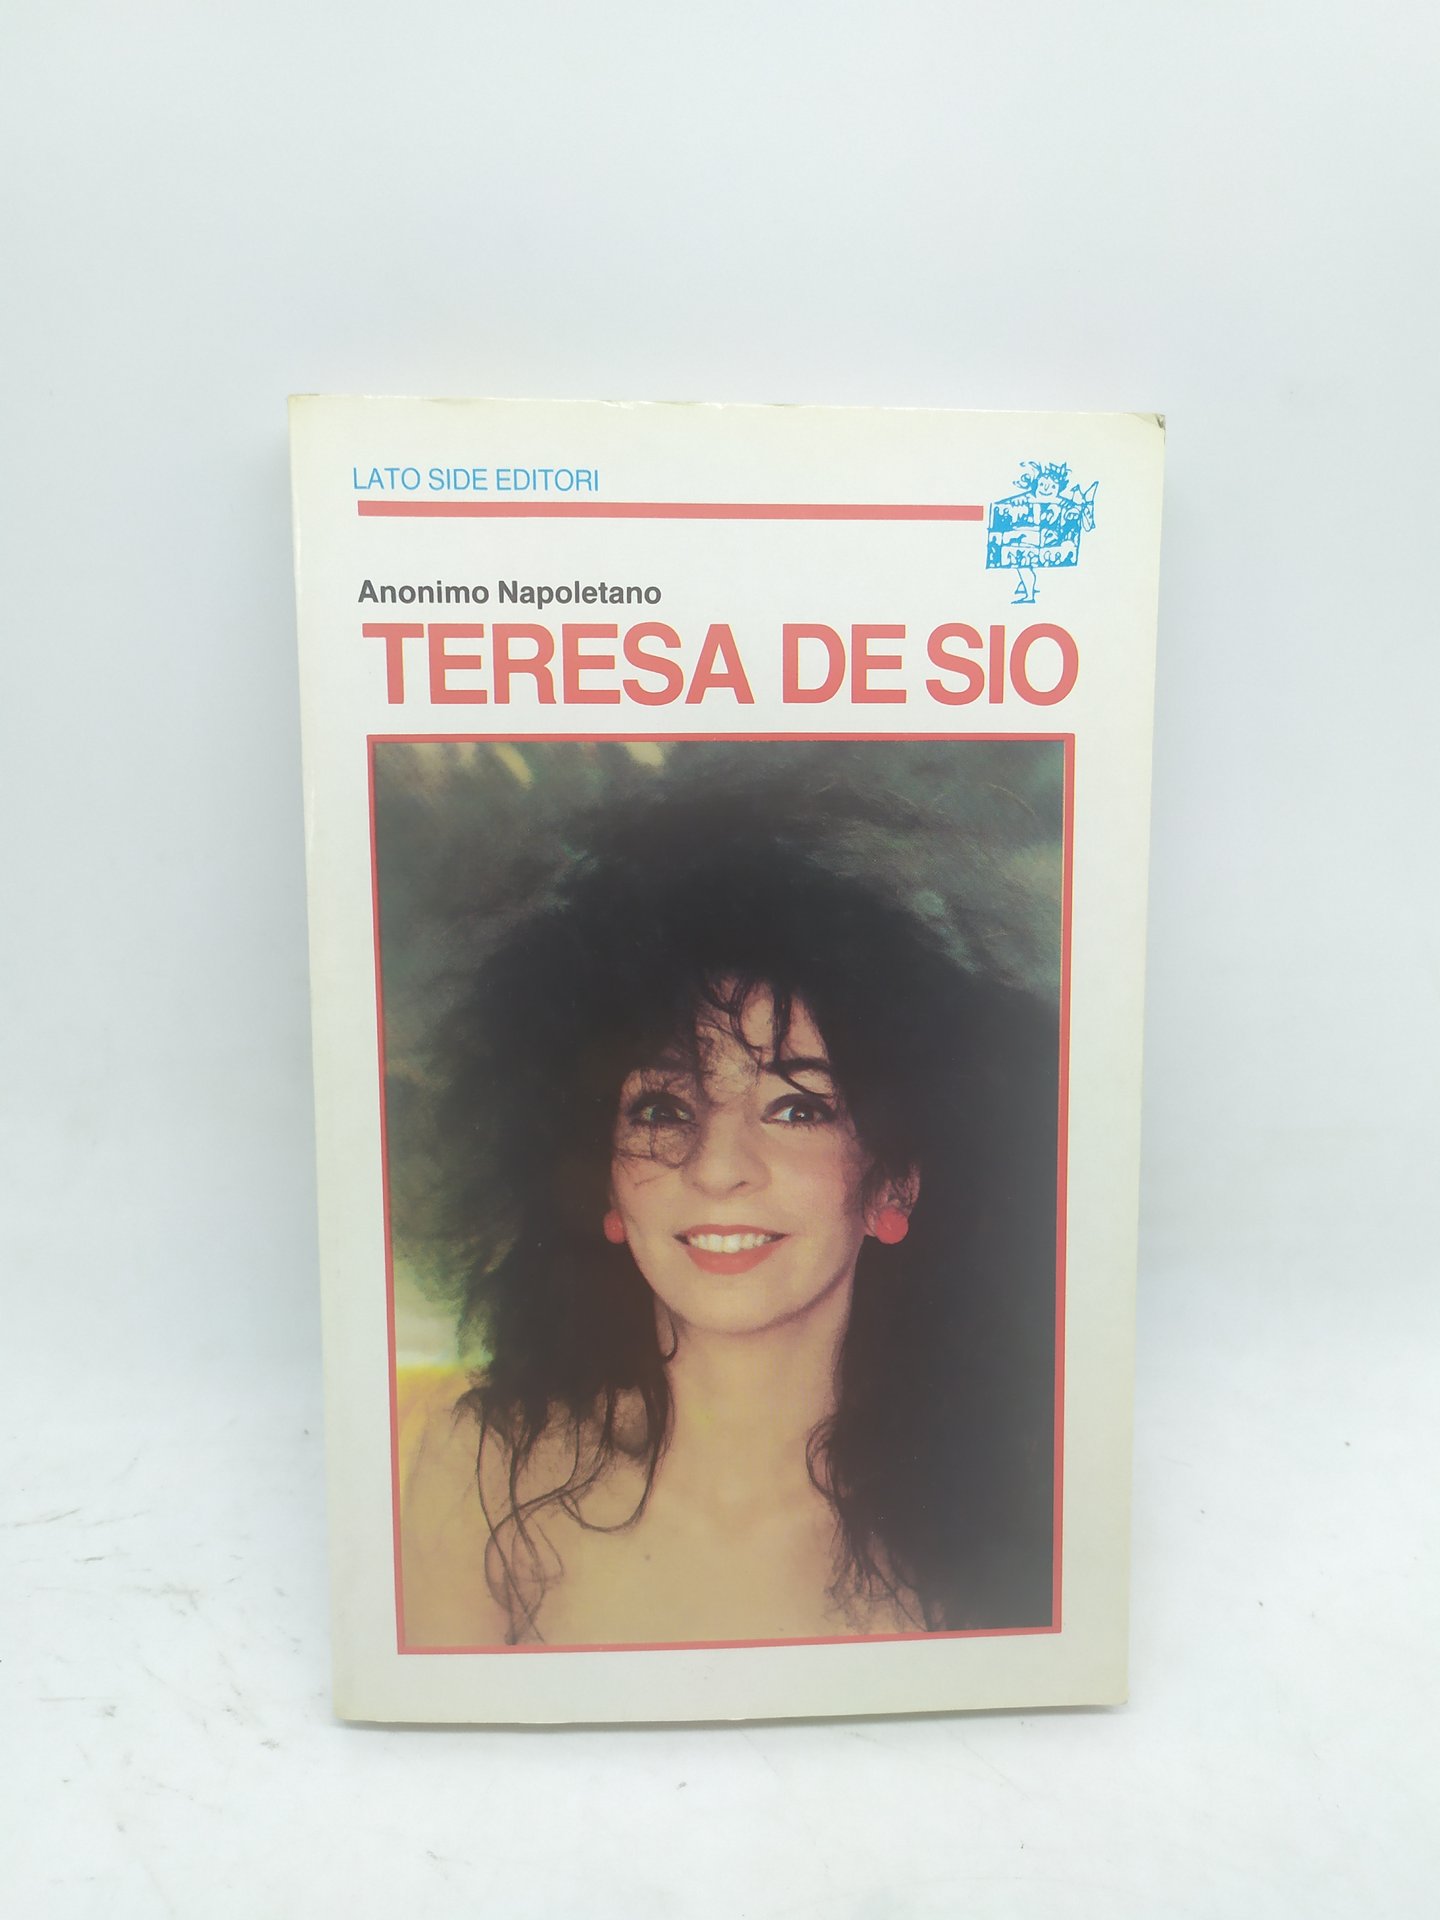 LATO SIDE EDITORI
Anonimo Napoletano
TERESA DE SIO